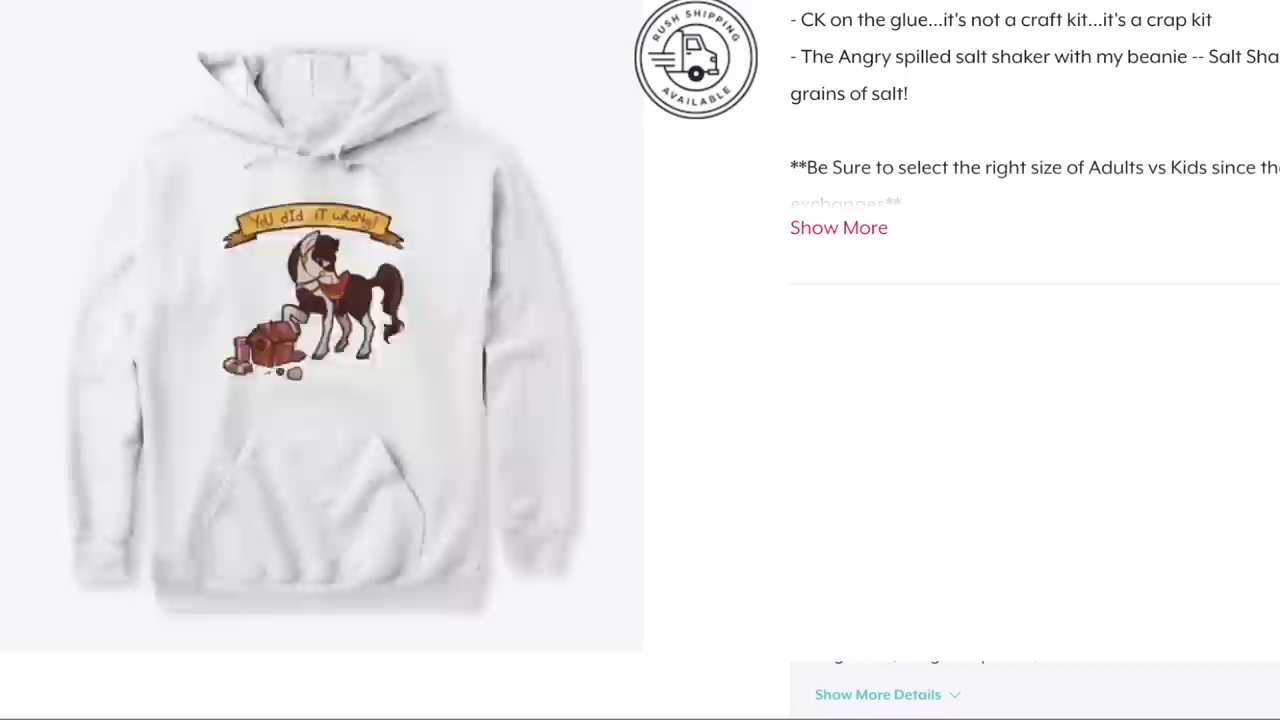 You did iT wRoNg!
RUSH SHIPPING
AVAILABLE
- CK on the glue...it's not a craft kit...it's a crap kit
- The Angry spilled salt shaker with my beanie -- Salt Sha
grains of salt!
**Be Sure to select the right size of Adults vs Kids since th
exchanges**
Show More
Show More Details